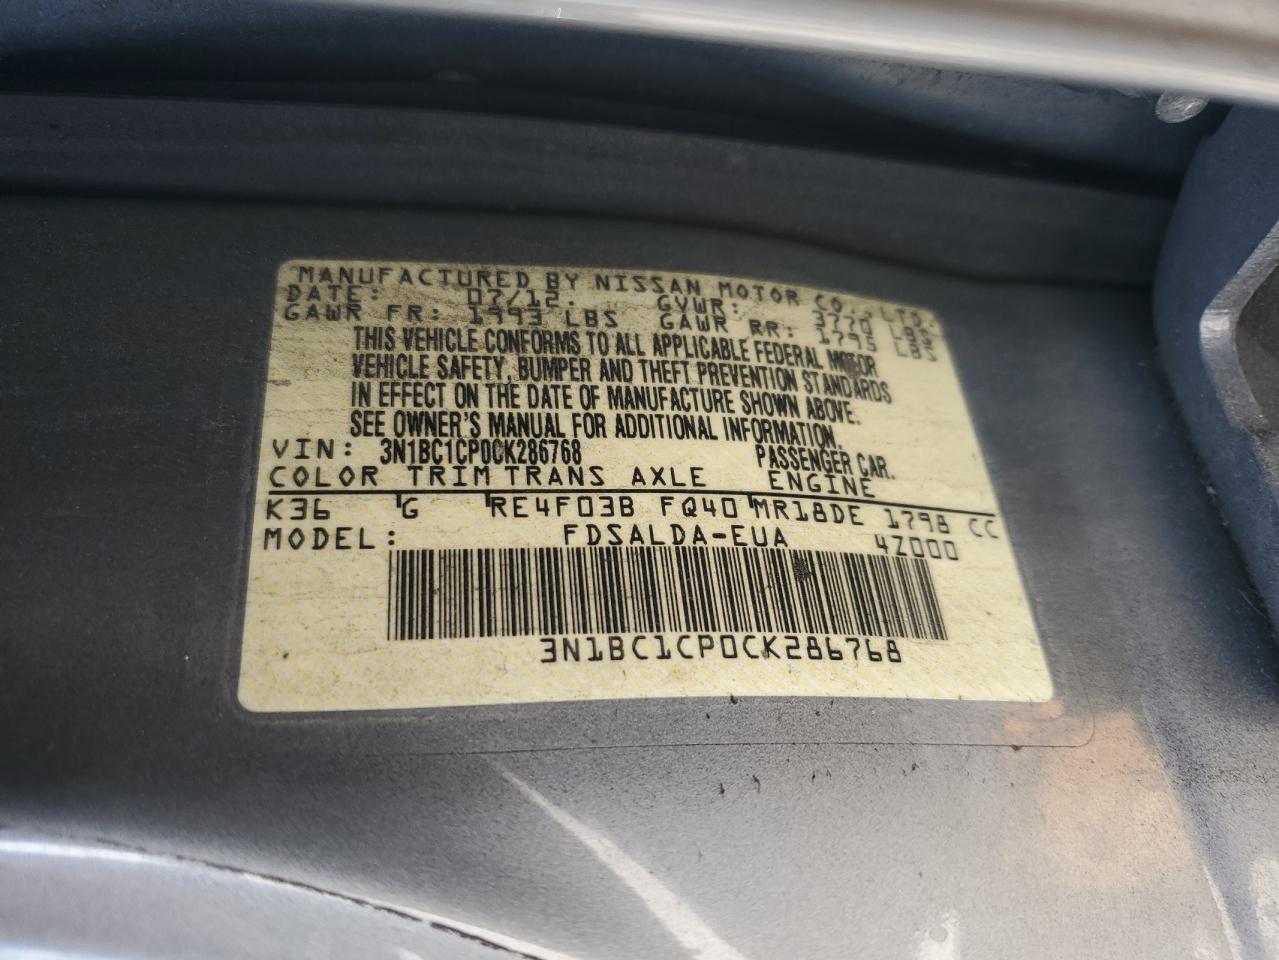 MANUFACTURED BY NISSAN MOTOR CO., LTD.
DATE: 07/12. GVWR: 3770 LBS
GAWR FR: 1993 LBS GAWR RR: 1795 LBS
THIS VEHICLE CONFORMS TO ALL APPLICABLE FEDERAL MOTOR
VEHICLE SAFETY, BUMPER AND THEFT PREVENTION STANDARDS
IN EFFECT ON THE DATE OF MANUFACTURE SHOWN ABOVE.
SEE OWNER'S MANUAL FOR ADDITIONAL INFORMATION.
VIN: 3N1BC1CP0CK286768 PASSENGER CAR.
COLOR TRIM TRANS AXLE ENGINE
K36 G RE4F03B FQ40 MR18DE 1798 CC
MODEL: FDSALDA-EUA 4Z000
3N1BC1CP0CK286768